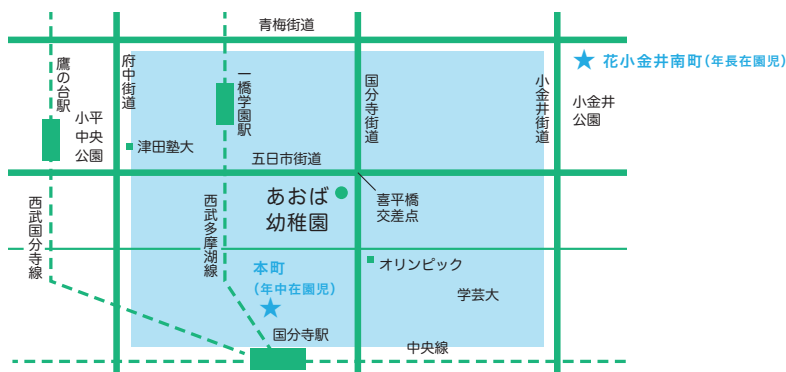 青梅街道
鷹の台駅
府中街道
一橋学園駅
国分寺街道
小金井街道
花小金井南町(年長在園児)
小金井
公園
小平
中央
公園
津田塾大
五日市街道
あおば
幼稚園
喜平橋
交差点
西武国分寺線
西武多摩湖線
本町
(年中在園児)
オリンピック
学芸大
国分寺駅
中央線